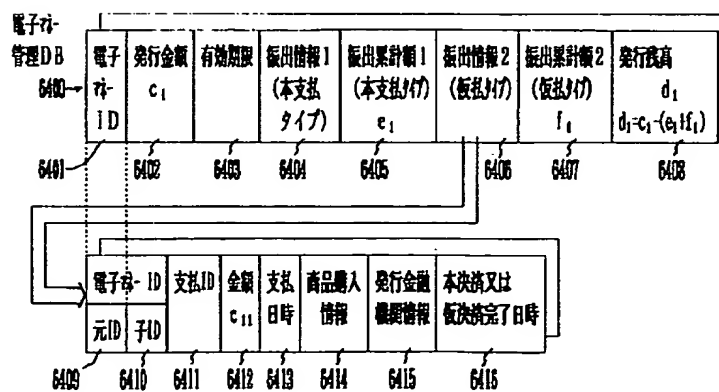 電子マネー
管理DB
6400
電子
マネー
ID
発行金額
c₁
有効期限
振出情報1
(本支払
タイプ)
振出累計額1
(本支払タイプ)
e₁
振出情報2
(仮払タイプ)
振出累計額2
(仮払タイプ)
f₁
発行残高
d₁
d₁=c₁-(e₁+f₁)
6401
6402
6403
6404
6405
6406
6407
6408
電子マネーID
元ID
子ID
支払ID
金額
c₁₁
支払
日時
商品購入
情報
発行金融
機関情報
本決済又は
仮決済完了日時
6409
6410
6411
6412
6413
6414
6415
6416